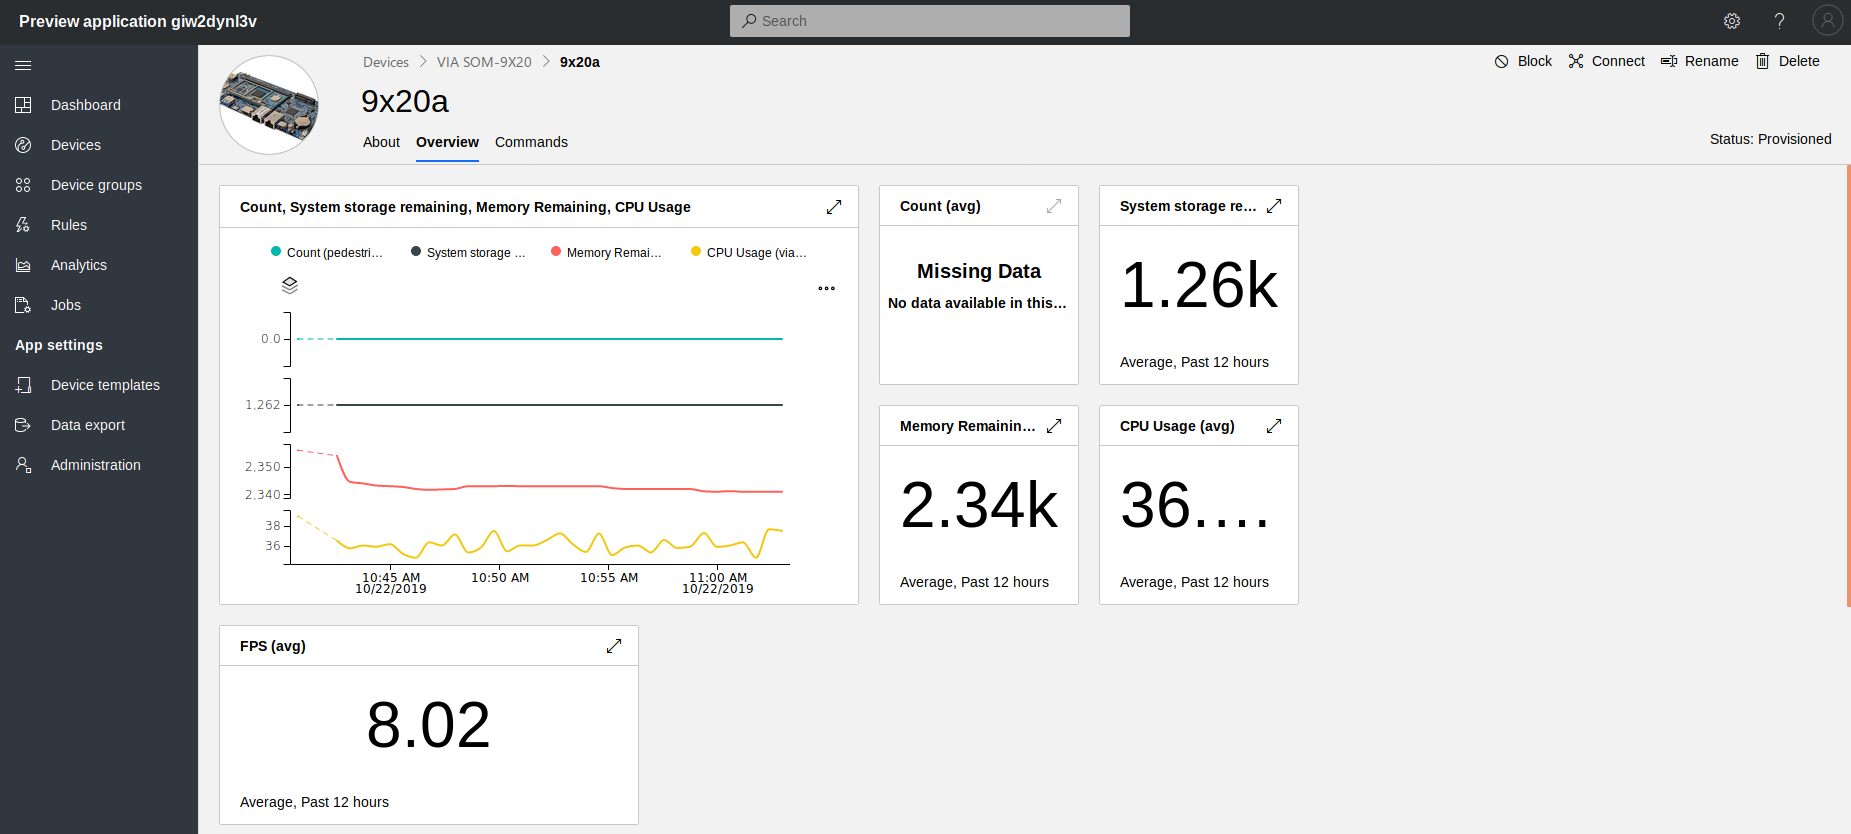 Preview application giw2dynl3v
Search
Dashboard
Devices
Device groups
Rules
Analytics
Jobs
App settings
Device templates
Data export
Administration
Devices > VIA SOM-9X20 > 9x20a
Block Connect Rename Delete
9x20a
About Overview Commands
Status: Provisioned
Count, System storage remaining, Memory Remaining, CPU Usage
Count (pedestri... System storage ... Memory Remai... CPU Usage (via...
0.0
1,262
2,350
2,340
38
36
10:45 AM 10:50 AM 10:55 AM 11:00 AM
10/22/2019 10/22/2019
Count (avg)
Missing Data
No data available in this...
System storage re...
1.26k
Average, Past 12 hours
Memory Remainin...
2.34k
Average, Past 12 hours
CPU Usage (avg)
36....
Average, Past 12 hours
FPS (avg)
8.02
Average, Past 12 hours